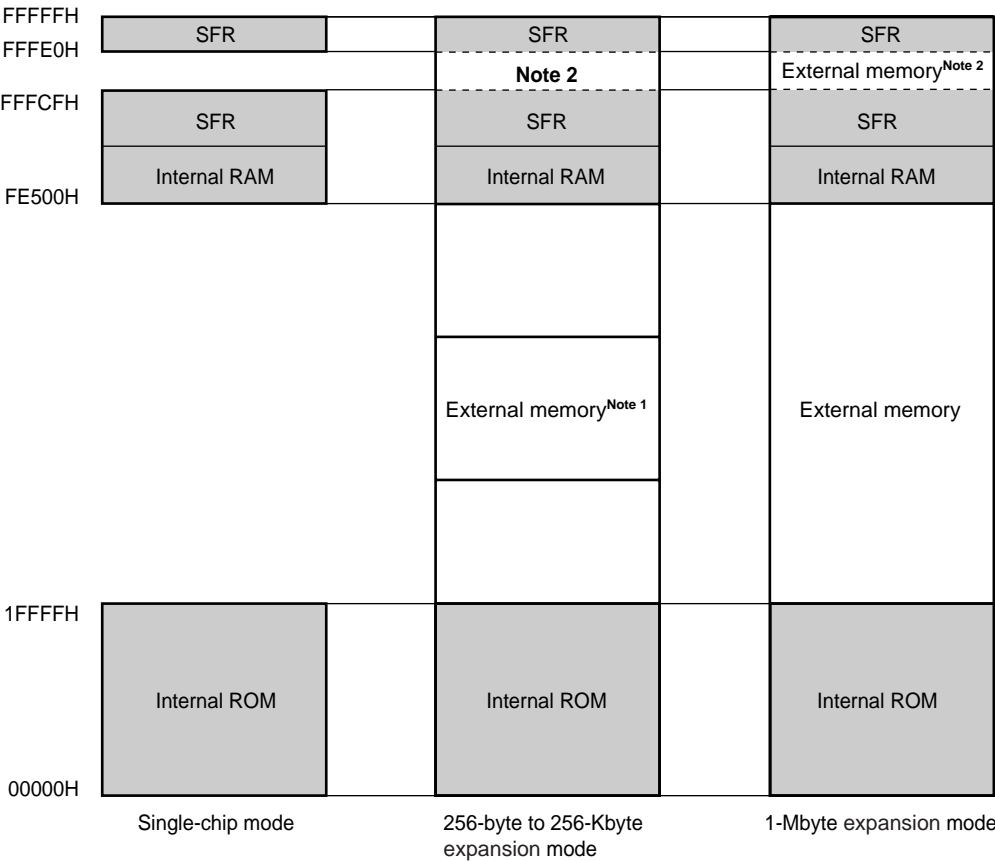 FFFFFH
SFR
SFR
SFR
FFFE0H
Note 2
External memoryNote 2
FFFCFH
SFR
SFR
SFR
Internal RAM
Internal RAM
Internal RAM
FE500H
External memoryNote 1
External memory
1FFFFH
Internal ROM
Internal ROM
Internal ROM
00000H
Single-chip mode
256-byte to 256-Kbyte
expansion mode
1-Mbyte expansion mode